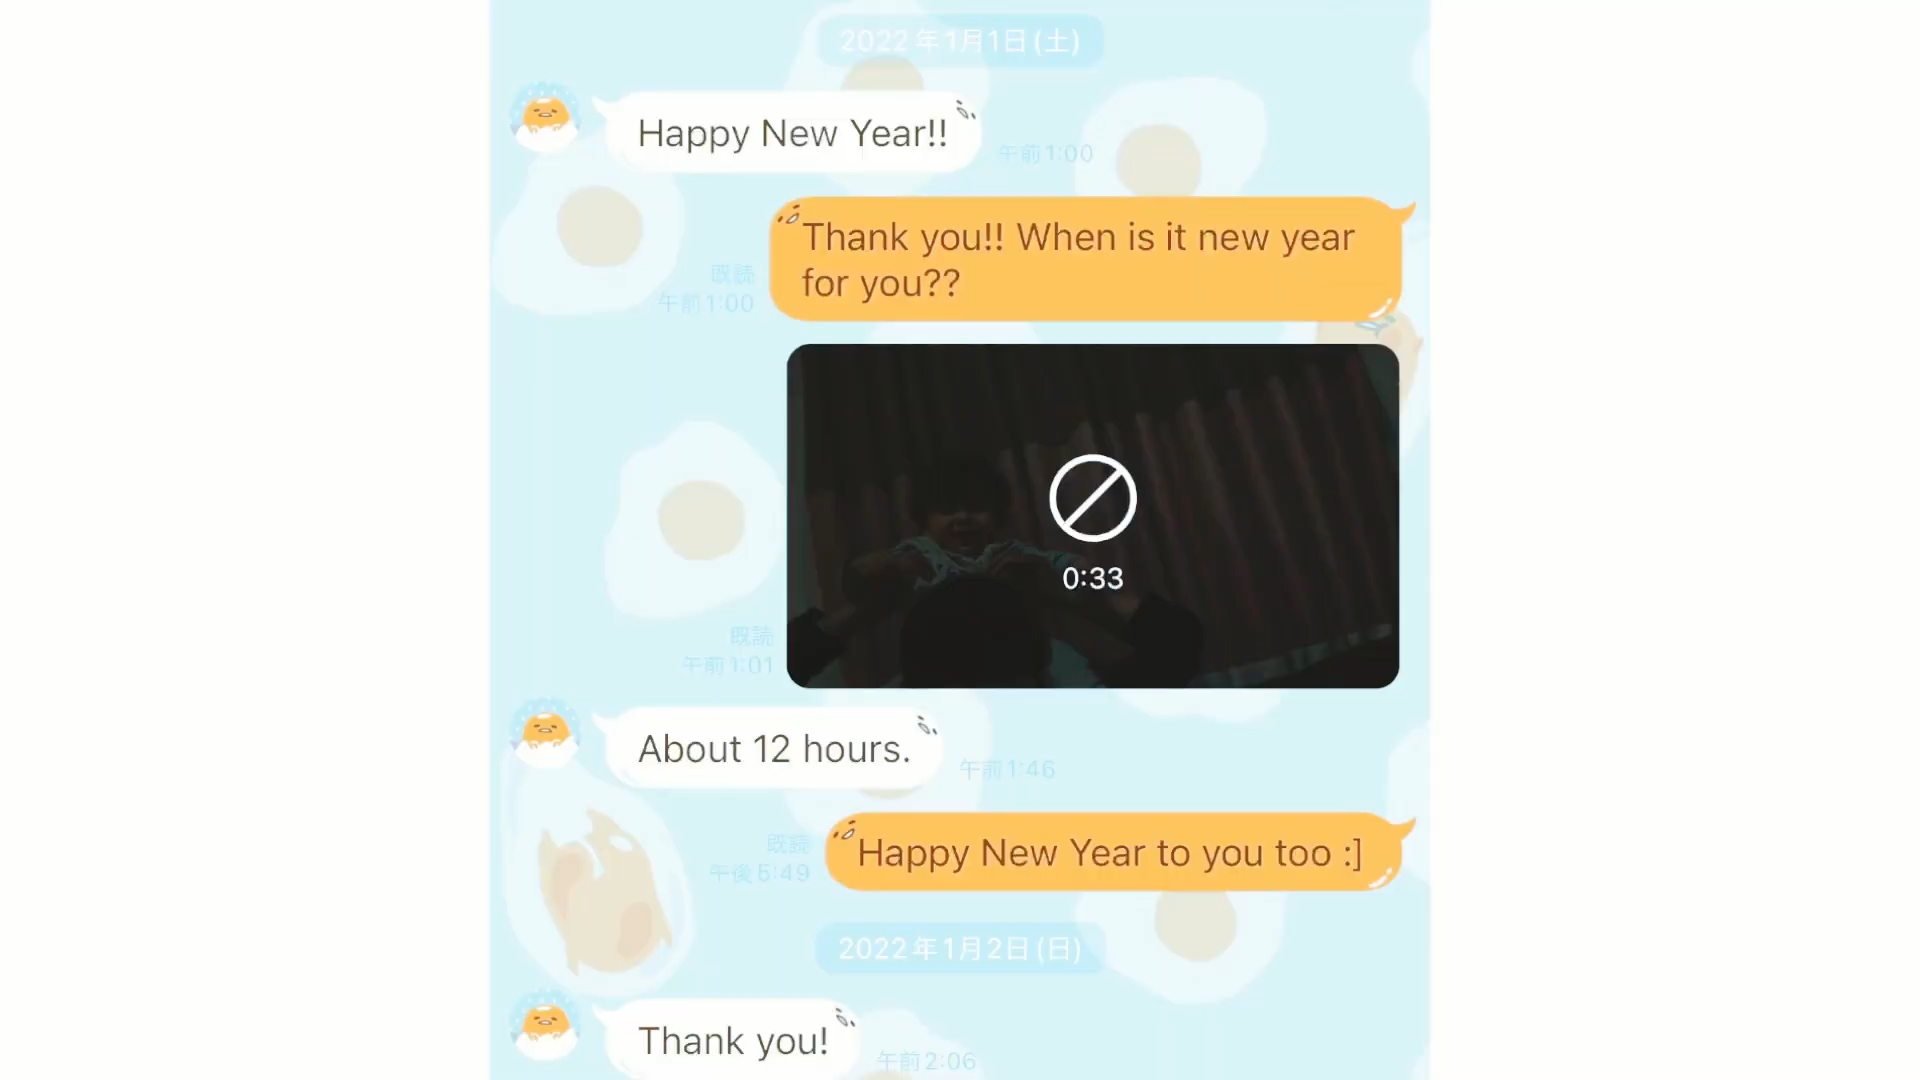 2022年1月1日(土)
Happy New Year!!
午前1:00
Thank you!! When is it new year
for you??
既読
午前1:00
0:33
既読
午前1:01
About 12 hours.
午前1:46
Happy New Year to you too :]
既読
午後5:49
2022年1月2日(日)
Thank you!
午前2:06